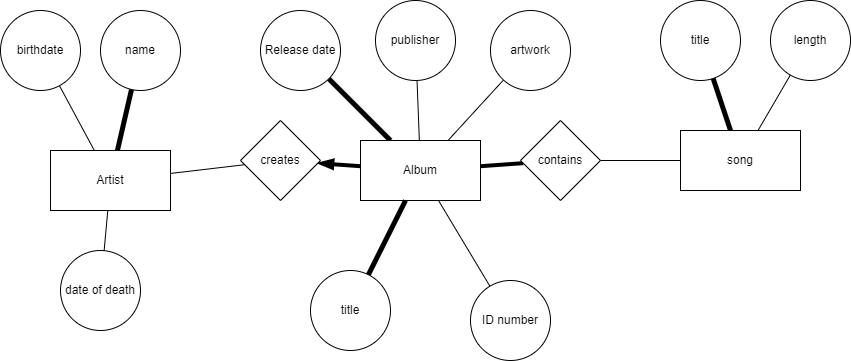 birthdate
name
Release date
publisher
artwork
title
length
Artist
creates
Album
contains
song
date of death
title
ID number